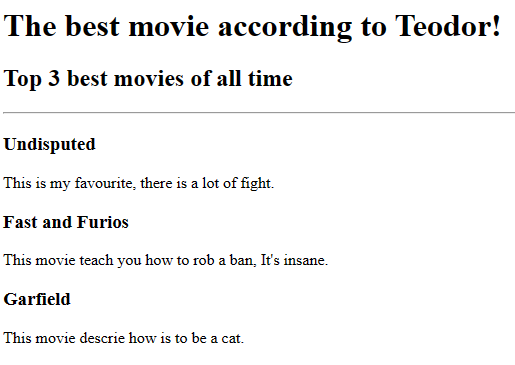 The best movie according to Teodor!
Top 3 best movies of all time
Undisputed
This is my favourite, there is a lot of fight.
Fast and Furios
This movie teach you how to rob a ban, It's insane.
Garfield
This movie descrie how is to be a cat.